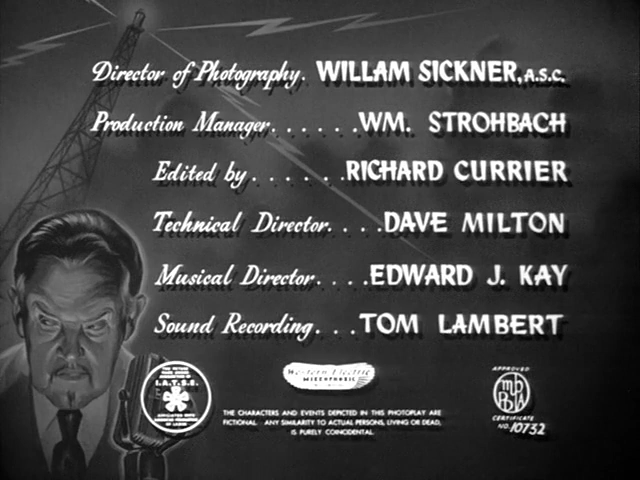 Director of Photography. WILLAM SICKNER, A.S.C.
Production Manager......WM. STROHBACH
Edited by......RICHARD CURRIER
Technical Director....DAVE MILTON
Musical Director....EDWARD J. KAY
Sound Recording...TOM LAMBERT
I.A.T.S.E.
Western Electric
MIRROPHONIC
THE CHARACTERS AND EVENTS DEPICTED IN THIS PHOTOPLAY ARE
FICTIONAL. ANY SIMILARITY TO ACTUAL PERSONS, LIVING OR DEAD,
IS PURELY COINCIDENTAL.
APPROVED
CERTIFICATE
NO. 10732